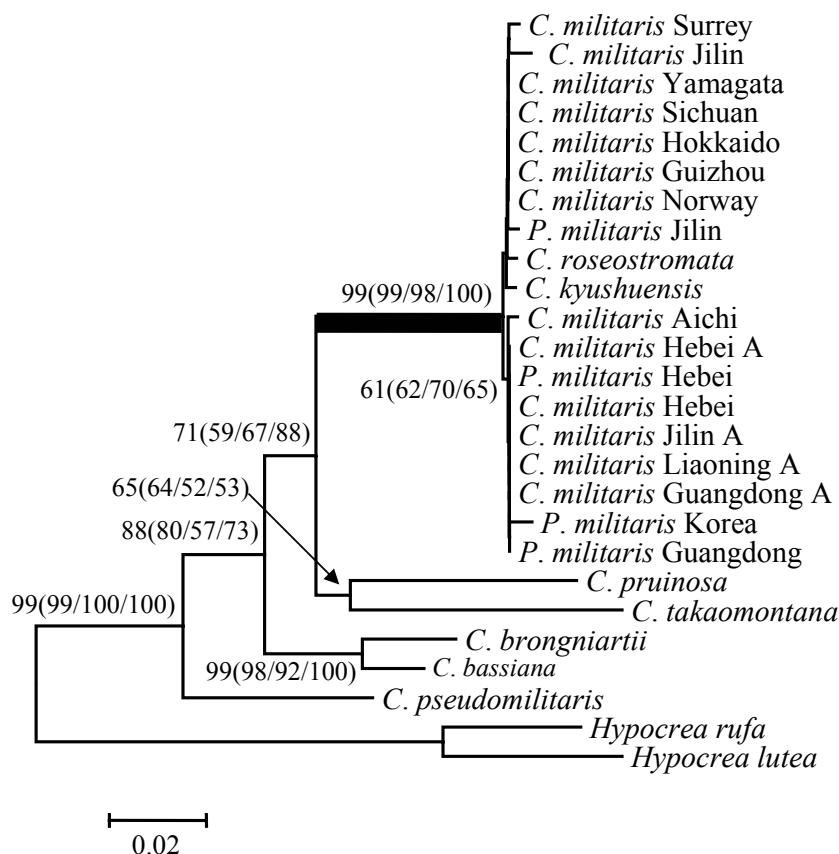 C. militaris Surrey
C. militaris Jilin
C. militaris Yamagata
C. militaris Sichuan
C. militaris Hokkaido
C. militaris Guizhou
C. militaris Norway
P. militaris Jilin
C. roseostromata
C. kyushuensis
99(99/98/100)
C. militaris Aichi
C. militaris Hebei A
P. militaris Hebei
61(62/70/65)
C. militaris Hebei
C. militaris Jilin A
71(59/67/88)
C. militaris Liaoning A
65(64/52/53)
C. militaris Guangdong A
P. militaris Korea
88(80/57/73)
P. militaris Guangdong
C. pruinosa
99(99/100/100)
C. takaomontana
C. brongniartii
99(98/92/100)
C. bassiana
C. pseudomilitaris
Hypocrea rufa
Hypocrea lutea
0.02